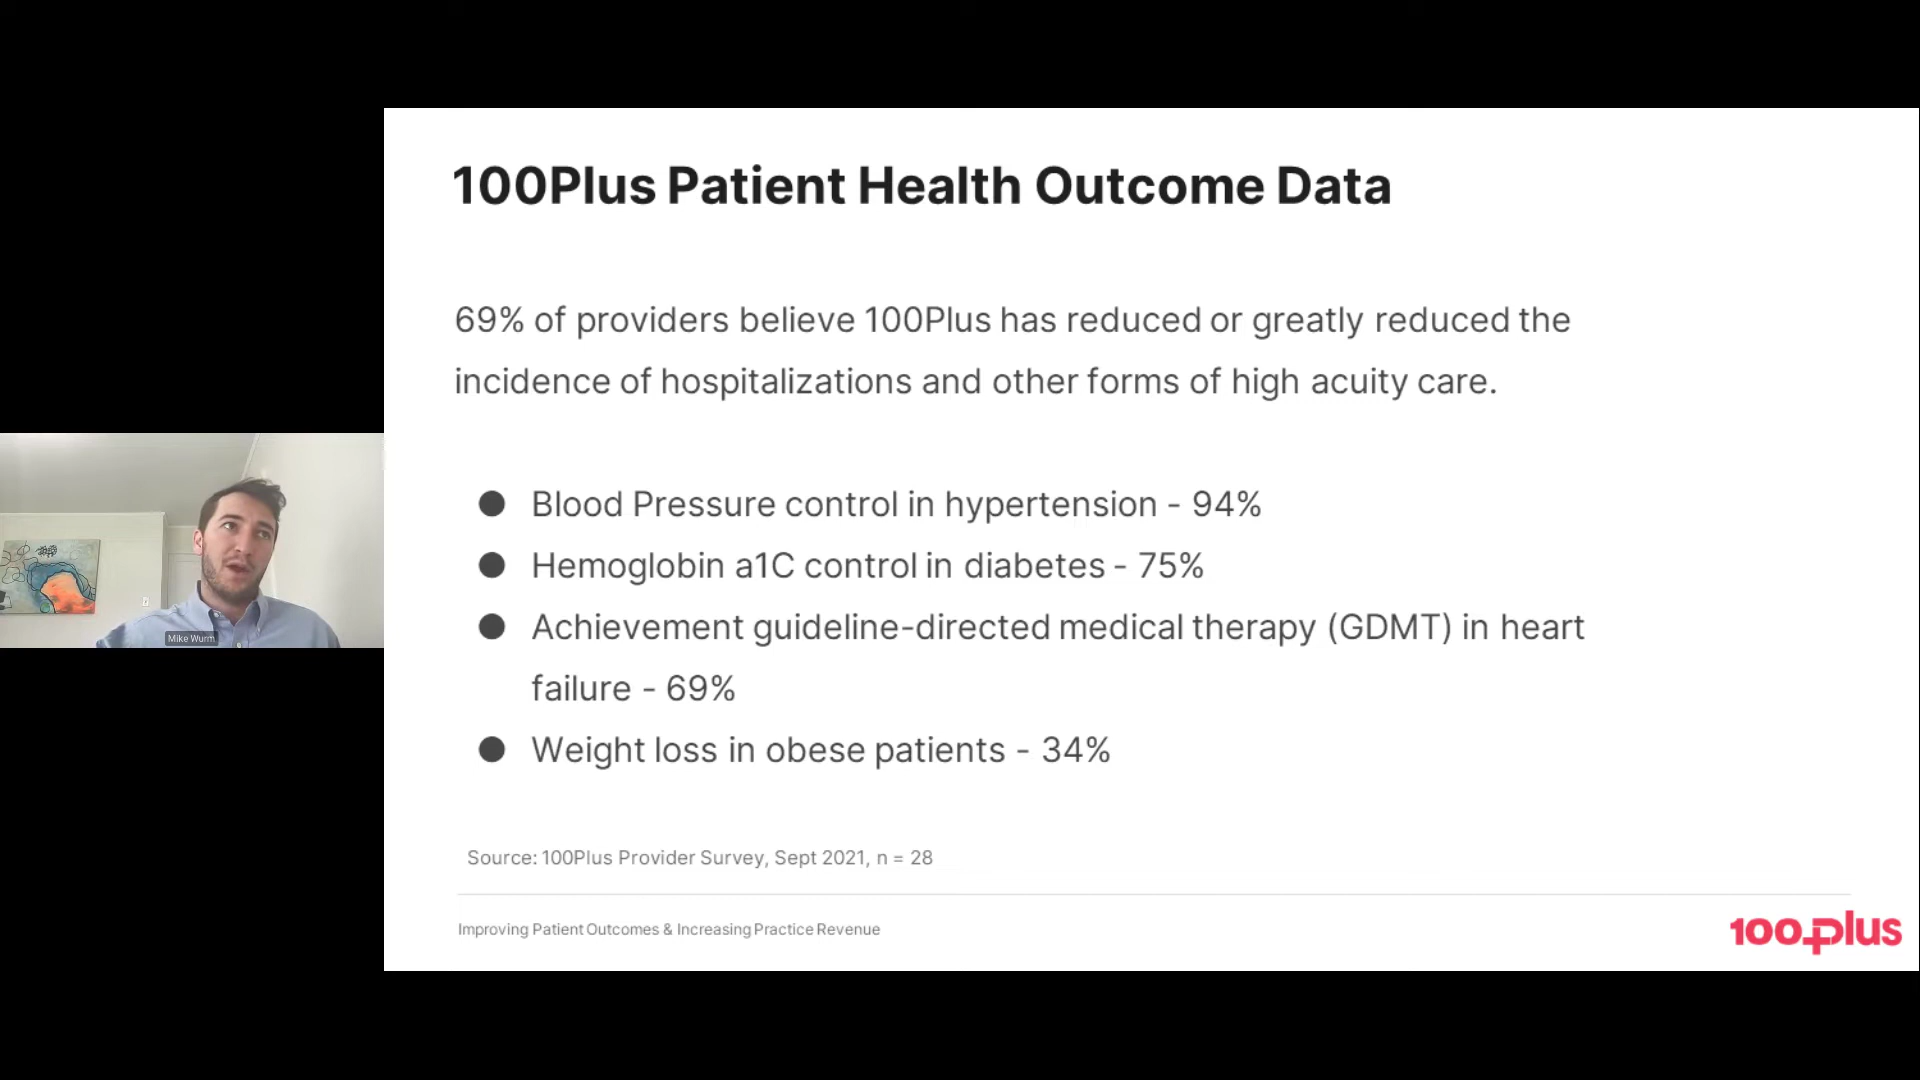 100Plus Patient Health Outcome Data
69% of providers believe 100Plus has reduced or greatly reduced the
incidence of hospitalizations and other forms of high acuity care.
● Blood Pressure control in hypertension - 94%
● Hemoglobin a1C control in diabetes - 75%
● Achievement guideline-directed medical therapy (GDMT) in heart
failure - 69%
● Weight loss in obese patients - 34%
Source: 100Plus Provider Survey, Sept 2021, n = 28
Improving Patient Outcomes & Increasing Practice Revenue
100plus
Mike Wurm